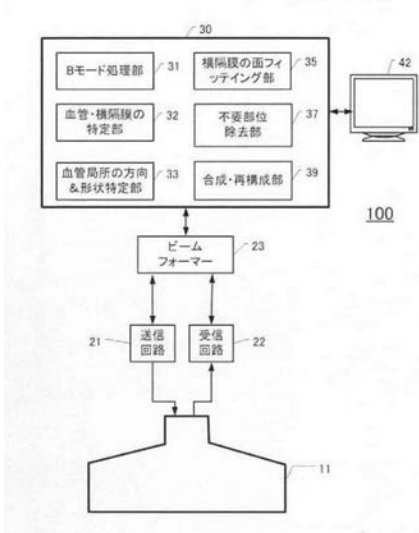 30
Bモード処理部
31
横隔膜の面フィ
ッテイング部
35
42
血管・横隔膜の
特定部
32
不要部位
除去部
37
血管局所の方向
&形状特定部
33
合成・再構成部
39
100
ビーム
フォーマー
23
21
送信
回路
受信
回路
22
11